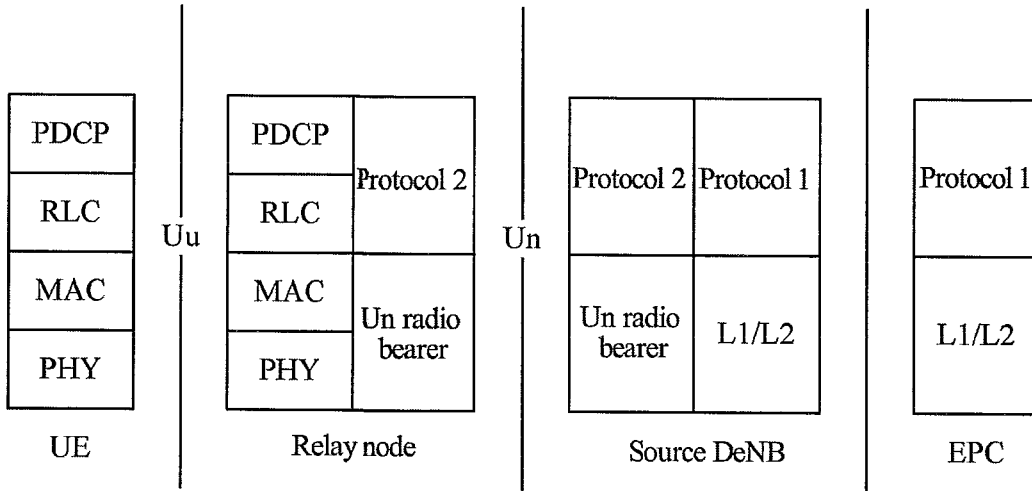 PDCP
RLC
MAC
PHY
UE
Uu
PDCP
RLC
MAC
PHY
Protocol 2
Un radio
bearer
Relay node
Un
Protocol 2
Un radio
bearer
Protocol 1
L1/L2
Source DeNB
Protocol 1
L1/L2
EPC